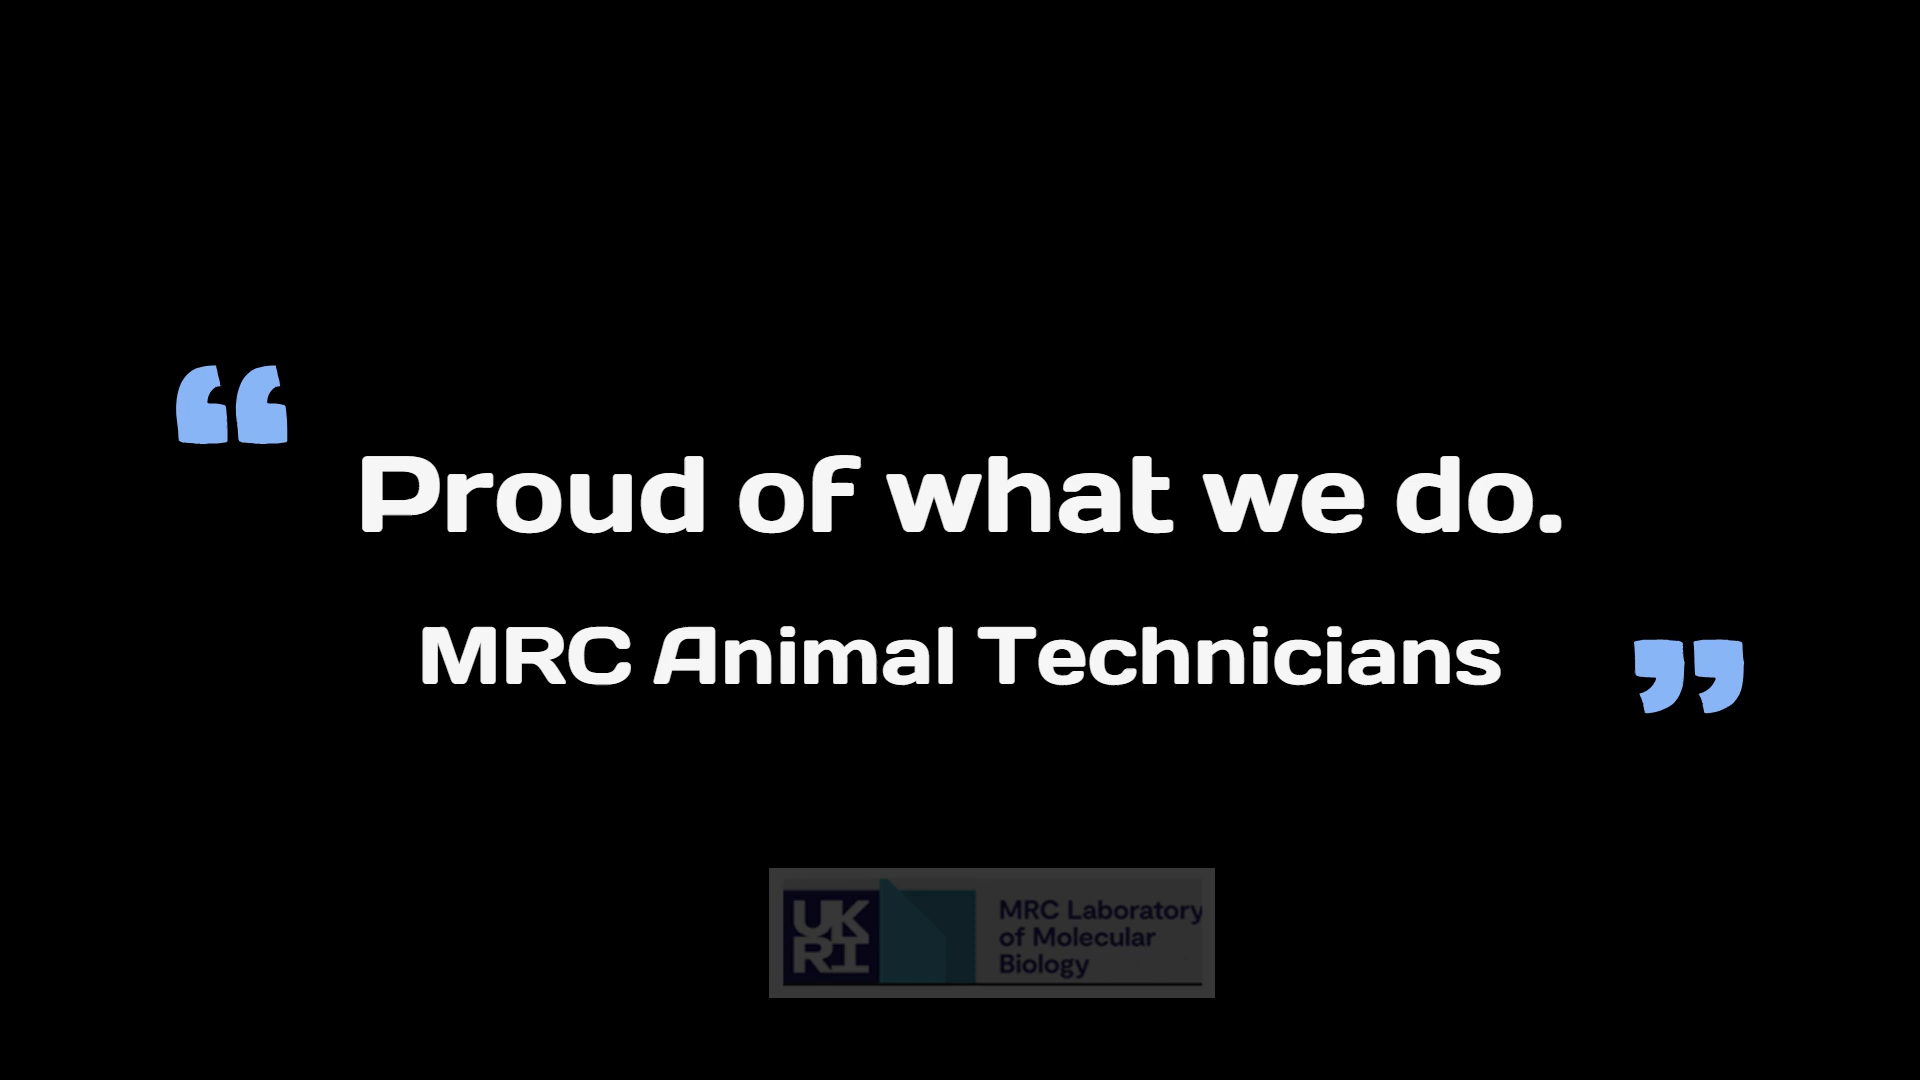 “
Proud of what we do.
MRC Animal Technicians
”
UK
RI
MRC Laboratory
of Molecular
Biology